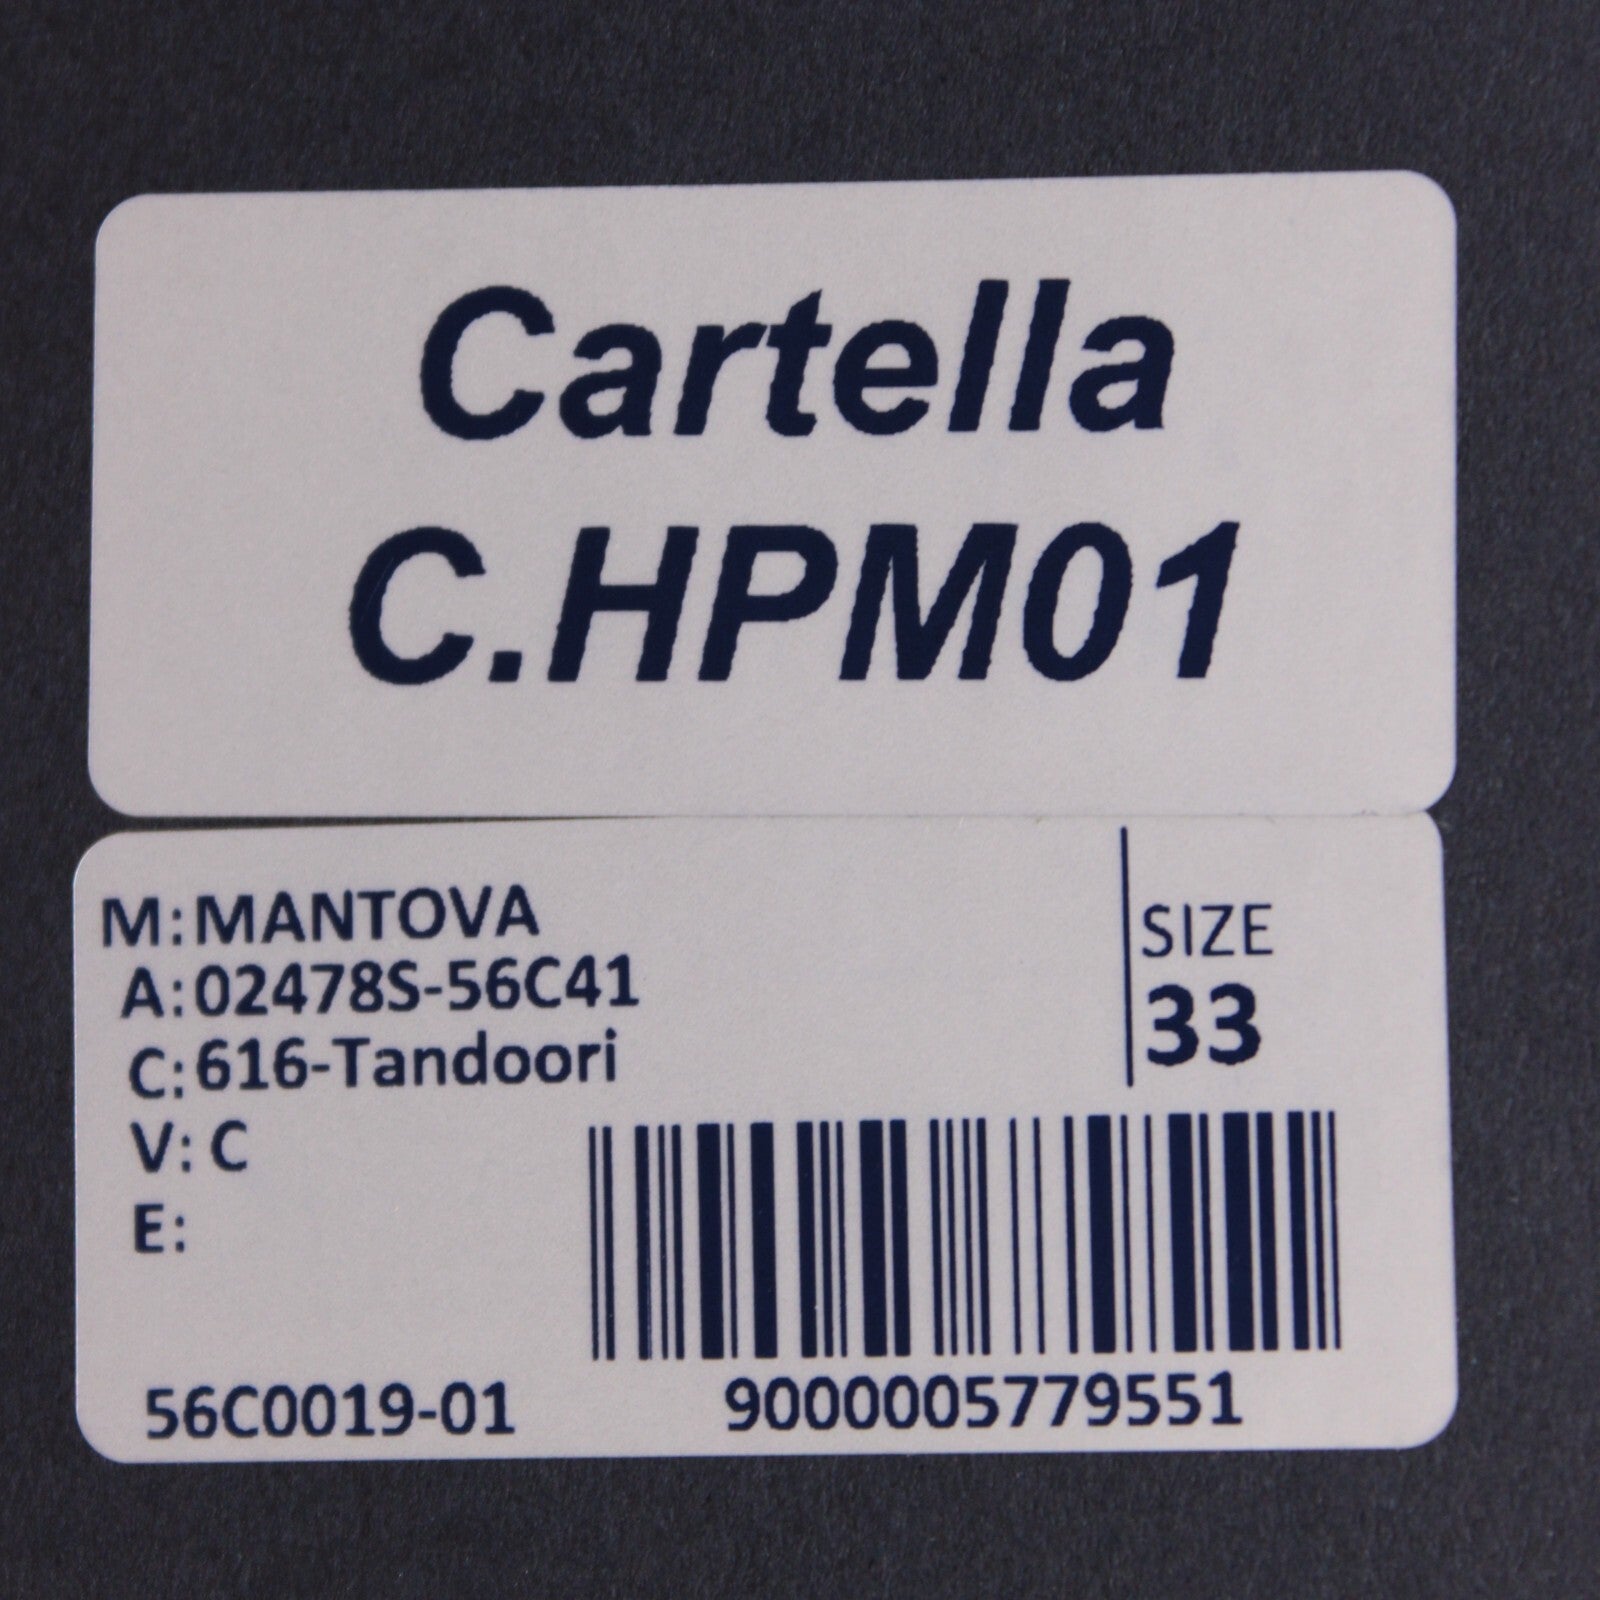 Cartella
C.HPM01
M:MANTOVA
A:02478S-56C41
C:616-Tandoori
V: C
E:
SIZE
33
56C0019-01
9000005779551